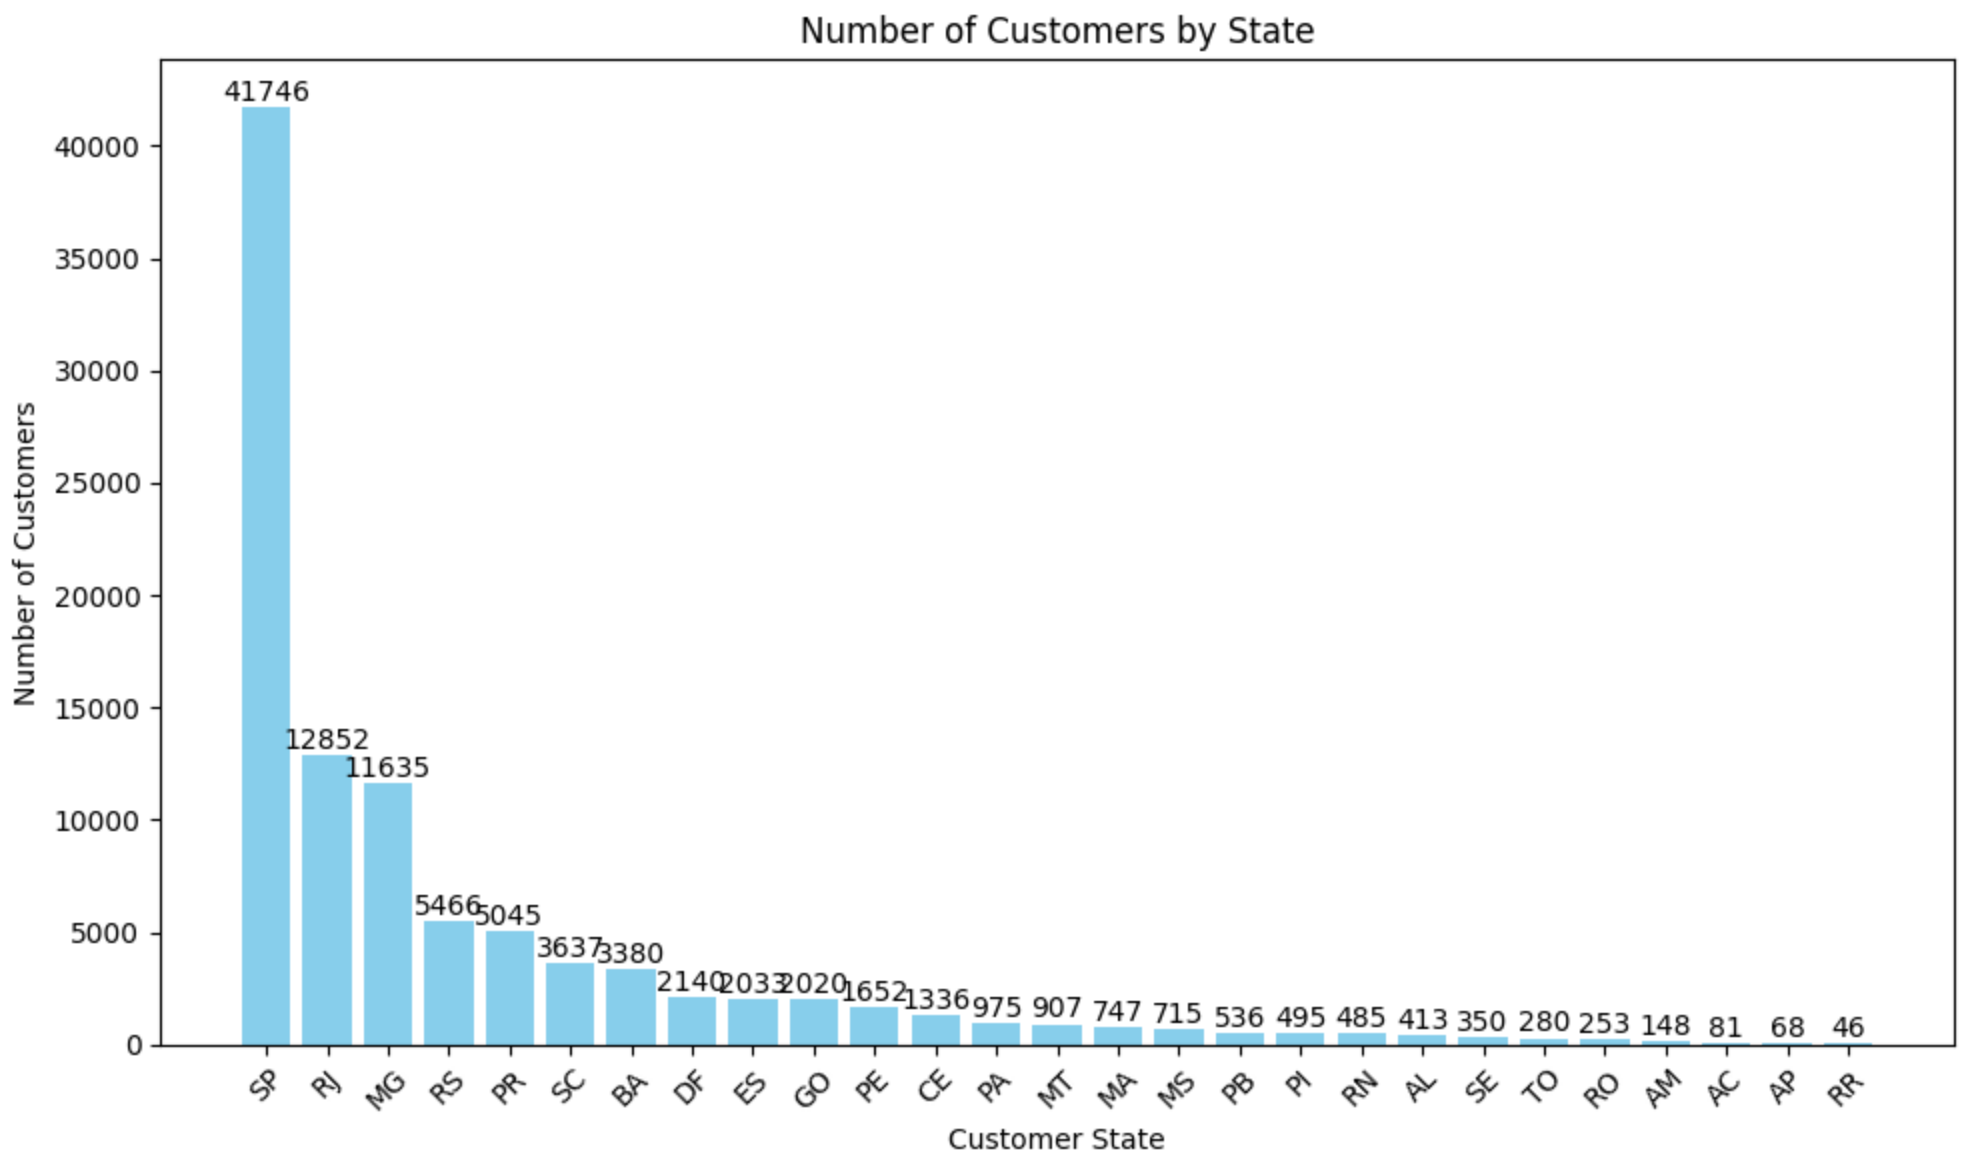 Number of Customers by State
41746
12852
11635
5466
5045
3637
3380
2140
2033
2020
1652
1336
975
907
747
715
536
495
485
413
350
280
253
148
81
68
46
40000
35000
30000
25000
20000
15000
10000
5000
0
Number of Customers
SP
RJ
MG
RS
PR
SC
BA
DF
ES
GO
PE
CE
PA
MT
MA
MS
PB
PI
RN
AL
SE
TO
RO
AM
AC
AP
RR
Customer State